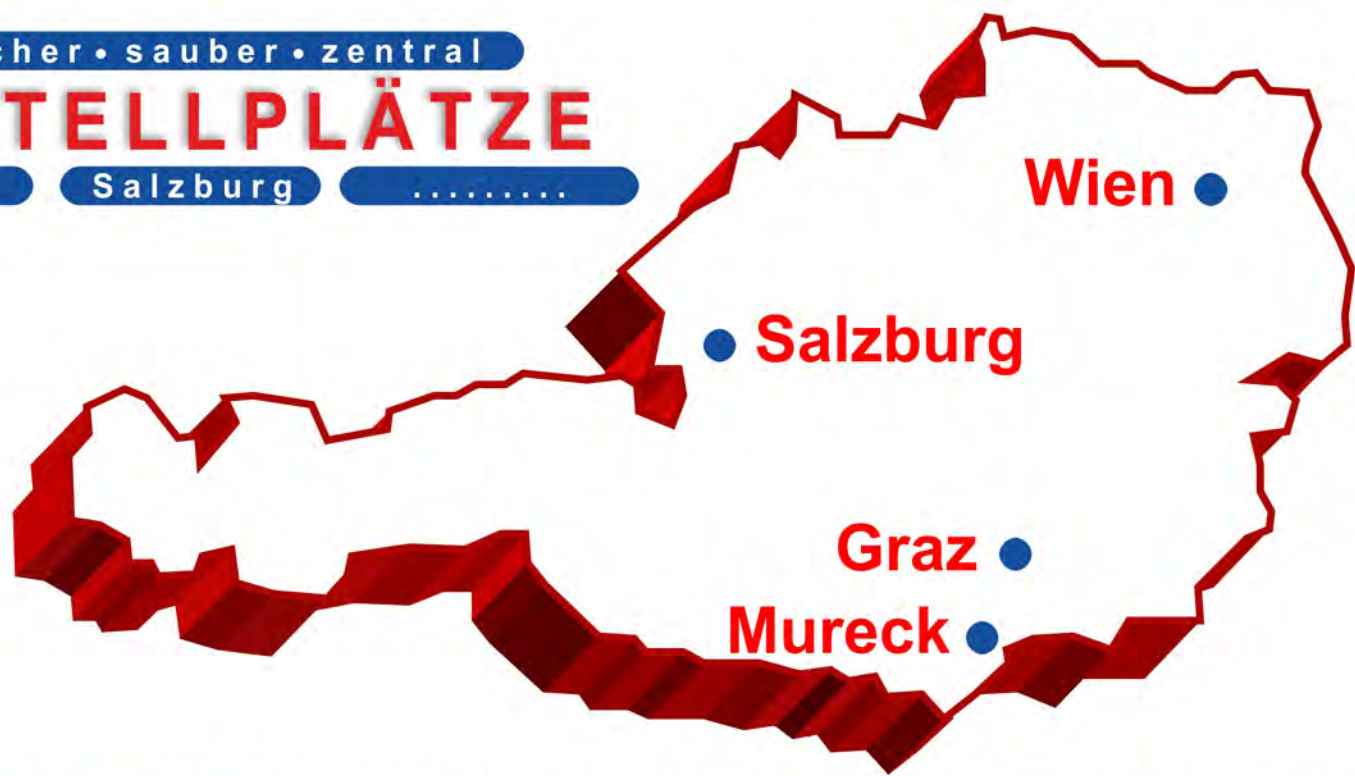 cher • sauber • zentral
TELLPLÄTZE
Salzburg .........
Wien
Salzburg
Graz
Mureck